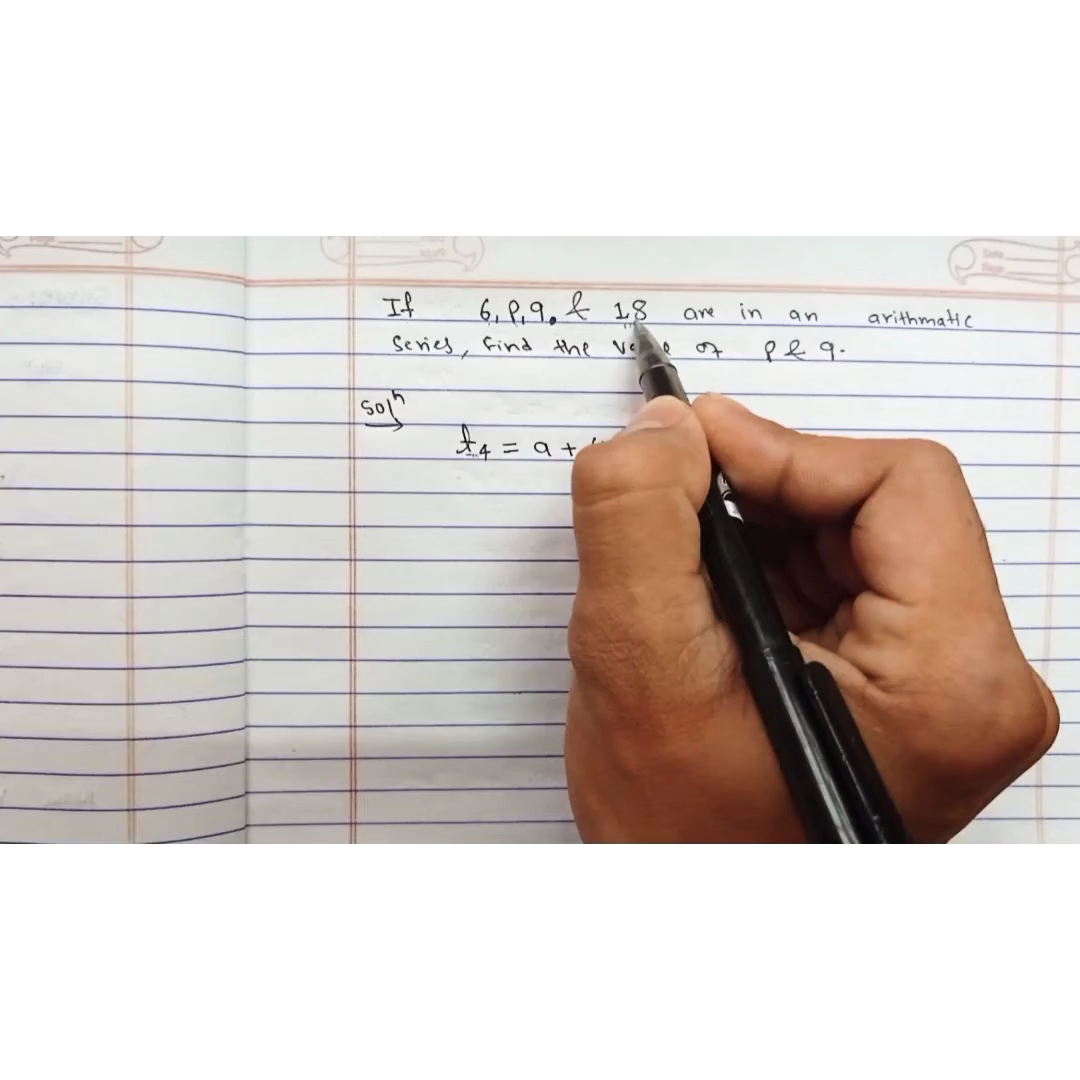 If 6, p, q. & 18 are in an arithmatic
series, find the of p & q.
Solⁿ
t₄ = a +